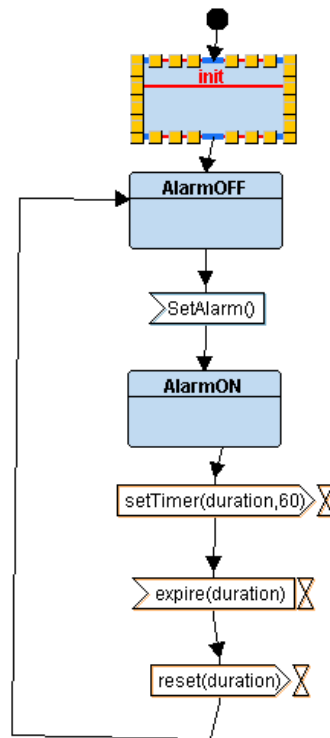 init
AlarmOFF
SetAlarm()
AlarmON
setTimer(duration,60)
expire(duration)
reset(duration)